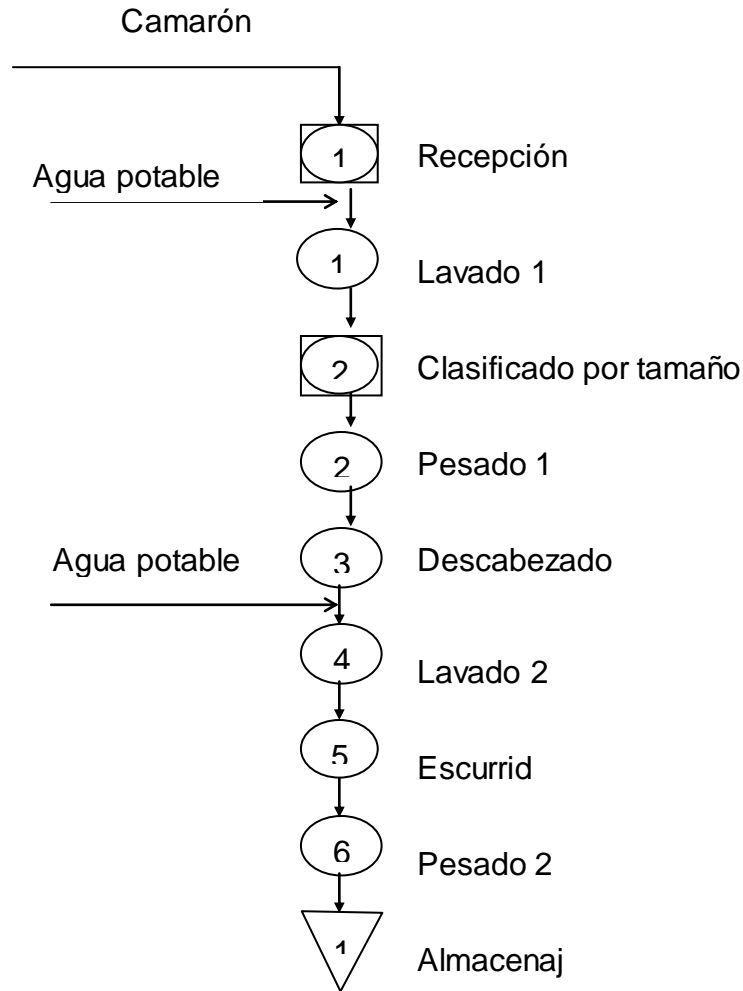 Camarón
1
Recepción
Agua potable
1
Lavado 1
2
Clasificado por tamaño
2
Pesado 1
3
Descabezado
Agua potable
4
Lavado 2
5
Escurrid
6
Pesado 2
1
Almacenaj